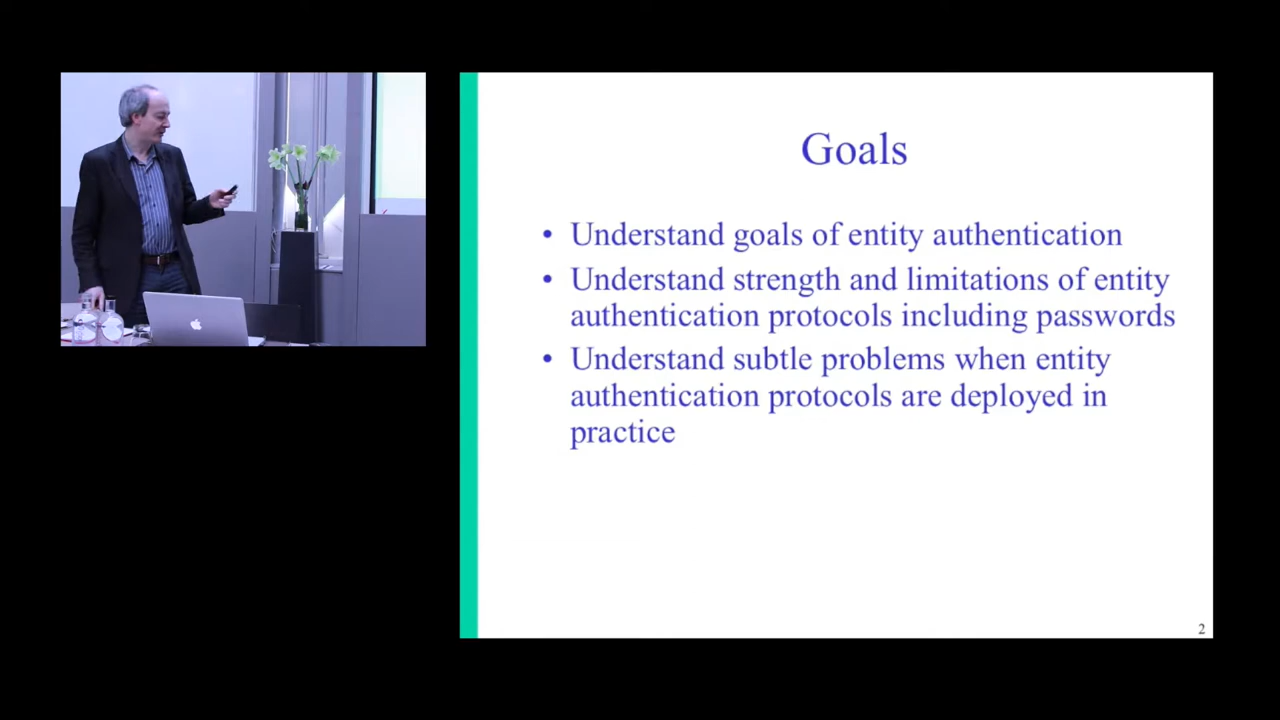 Goals
• Understand goals of entity authentication
• Understand strength and limitations of entity
authentication protocols including passwords
• Understand subtle problems when entity
authentication protocols are deployed in
practice
2